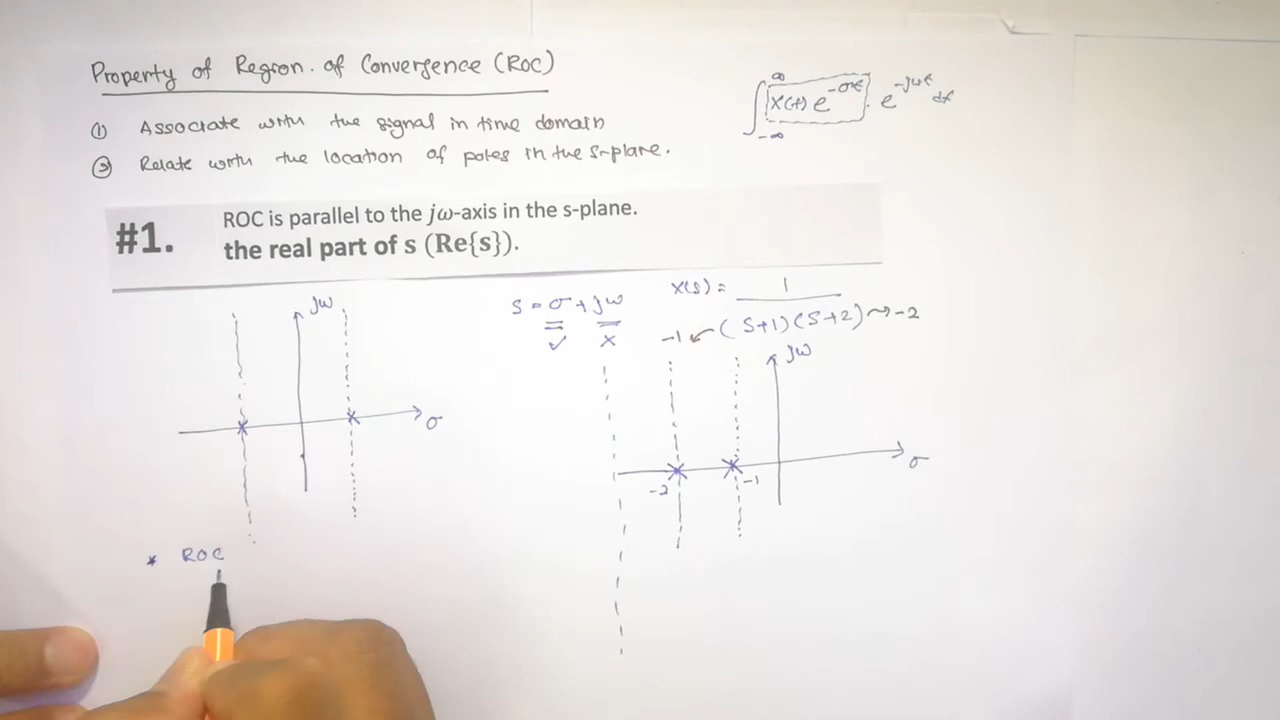 Property of Region. of Convergence (ROC)
① Associate with the signal in time domain
② Relate with the location of poles in the s-plane.
∫_{-∞}^{∞} x(t) e^{-σt} . e^{-jωt} dt
#1. ROC is parallel to the jω-axis in the s-plane.
the real part of s (Re{s}).
jω
σ
s = σ + jω
✓ x
X(s) = 1
-1 ↙ (s+1)(s+2) → -2
jω
σ
-2 -1
* ROC